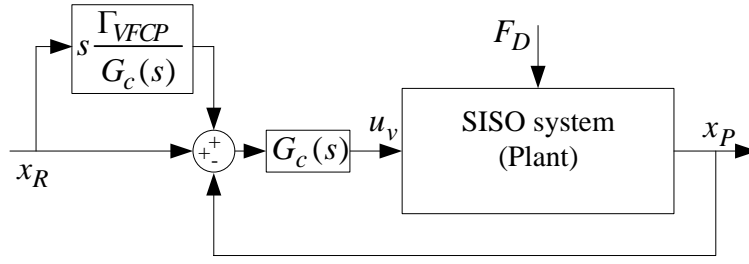 s Γ_VFCP / G_c(s)
F_D
x_R
+
+
-
G_c(s)
u_v
SISO system
(Plant)
x_P